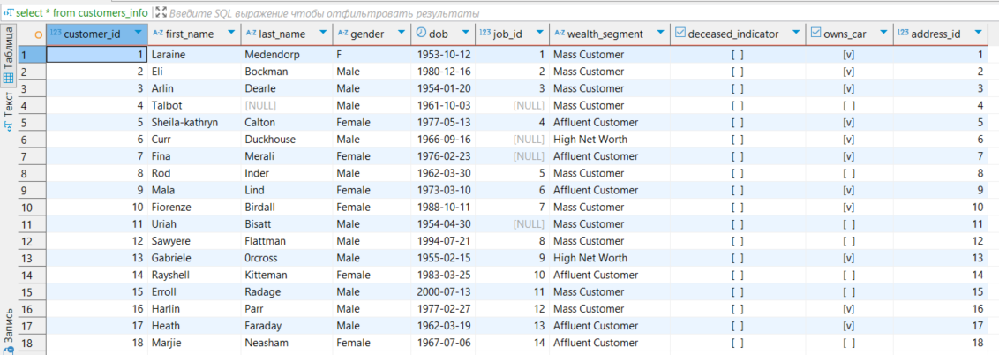 select * from customers_info Введите SQL выражение чтобы отфильтровать результаты
Таблица
Текст
Запись
123 customer_id A-Z first_name A-Z last_name A-Z gender dob 123 job_id A-Z wealth_segment deceased_indicator owns_car 123 address_id
1 1 Laraine Medendorp F 1953-10-12 1 Mass Customer [ ] [v] 1
2 2 Eli Bockman Male 1980-12-16 2 Mass Customer [ ] [v] 2
3 3 Arlin Dearle Male 1954-01-20 3 Mass Customer [ ] [v] 3
4 4 Talbot [NULL] Male 1961-10-03 [NULL] Mass Customer [ ] [ ] 4
5 5 Sheila-kathryn Calton Female 1977-05-13 4 Affluent Customer [ ] [v] 5
6 6 Curr Duckhouse Male 1966-09-16 [NULL] High Net Worth [ ] [v] 6
7 7 Fina Merali Female 1976-02-23 [NULL] Affluent Customer [ ] [v] 7
8 8 Rod Inder Male 1962-03-30 5 Mass Customer [ ] [ ] 8
9 9 Mala Lind Female 1973-03-10 6 Affluent Customer [ ] [v] 9
10 10 Fiorenze Birdall Female 1988-10-11 7 Mass Customer [ ] [v] 10
11 11 Uriah Bisatt Male 1954-04-30 [NULL] Mass Customer [ ] [ ] 11
12 12 Sawyere Flattman Male 1994-07-21 8 Mass Customer [ ] [ ] 12
13 13 Gabriele 0rcross Male 1955-02-15 9 High Net Worth [ ] [v] 13
14 14 Rayshell Kitteman Female 1983-03-25 10 Affluent Customer [ ] [ ] 14
15 15 Erroll Radage Male 2000-07-13 11 Mass Customer [ ] [ ] 15
16 16 Harlin Parr Male 1977-02-27 12 Mass Customer [ ] [v] 16
17 17 Heath Faraday Male 1962-03-19 13 Affluent Customer [ ] [v] 17
18 18 Marjie Neasham Female 1967-07-06 14 Affluent Customer [ ] [ ] 18